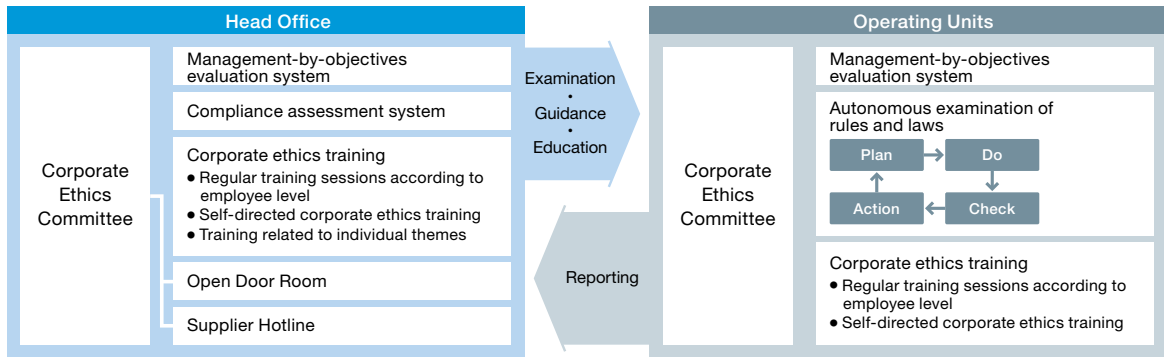 Head Office
Corporate
Ethics
Committee
Management-by-objectives
evaluation system
Compliance assessment system
Corporate ethics training
• Regular training sessions according to
employee level
• Self-directed corporate ethics training
• Training related to individual themes
Open Door Room
Supplier Hotline
Examination
•
Guidance
•
Education
Reporting
Operating Units
Corporate
Ethics
Committee
Management-by-objectives
evaluation system
Autonomous examination of
rules and laws
Plan
Do
Action
Check
Corporate ethics training
• Regular training sessions according to
employee level
• Self-directed corporate ethics training